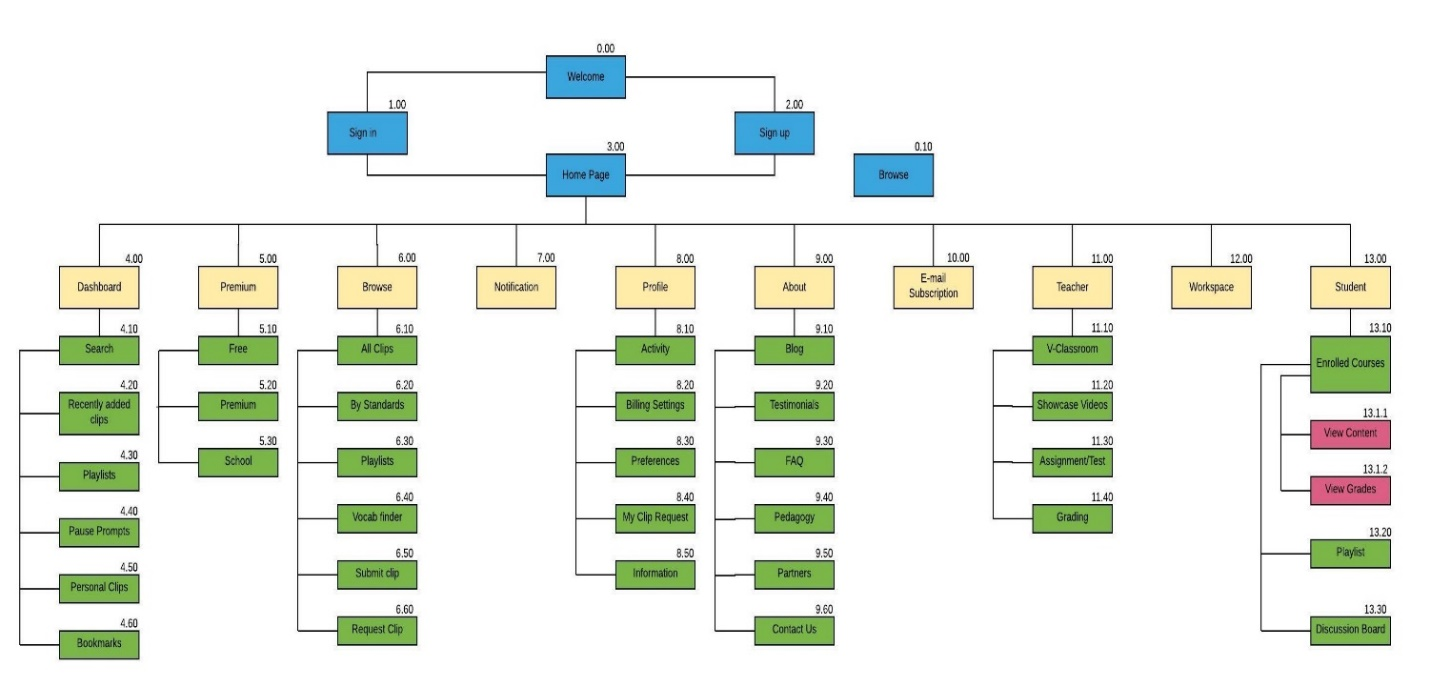 0.00
Welcome
1.00
Sign in
2.00
Sign up
3.00
Home Page
0.10
Browse
4.00
Dashboard
4.10
Search
4.20
Recently added
clips
4.30
Playlists
4.40
Pause Prompts
4.50
Personal Clips
4.60
Bookmarks
5.00
Premium
5.10
Free
5.20
Premium
5.30
School
6.00
Browse
6.10
All Clips
6.20
By Standards
6.30
Playlists
6.40
Vocab finder
6.50
Submit clip
6.60
Request Clip
7.00
Notification
8.00
Profile
8.10
Activity
8.20
Billing Settings
8.30
Preferences
8.40
My Clip Request
8.50
Information
9.00
About
9.10
Blog
9.20
Testimonials
9.30
FAQ
9.40
Pedagogy
9.50
Partners
9.60
Contact Us
10.00
E-mail
Subscription
11.00
Teacher
11.10
V-Classroom
11.20
Showcase Videos
11.30
Assignment/Test
11.40
Grading
12.00
Workspace
13.00
Student
13.10
Enrolled Courses
13.1.1
View Content
13.1.2
View Grades
13.20
Playlist
13.30
Discussion Board